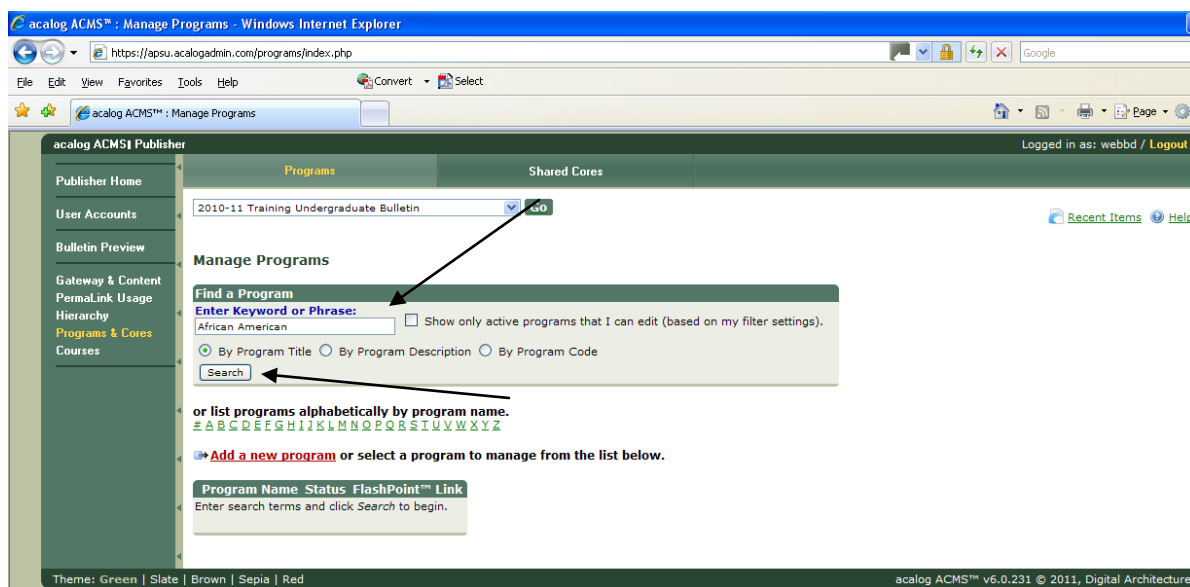 acalog ACMS™ : Manage Programs - Windows Internet Explorer
https://apsu.acalogadmin.com/programs/index.php
Google
File Edit View Favorites Tools Help Convert Select
acalog ACMS™ : Manage Programs
Page
acalog ACMS| Publisher Logged in as: webbd / Logout
Programs Shared Cores
Publisher Home
User Accounts
Bulletin Preview
Gateway & Content
PermaLink Usage
Hierarchy
Programs & Cores
Courses
2010-11 Training Undergraduate Bulletin Go
Recent Items Help
Manage Programs
Find a Program
Enter Keyword or Phrase:
African American
Show only active programs that I can edit (based on my filter settings).
By Program Title By Program Description By Program Code
Search
or list programs alphabetically by program name.
# A B C D E F G H I J K L M N O P Q R S T U V W X Y Z
Add a new program or select a program to manage from the list below.
Program Name Status FlashPoint™ Link
Enter search terms and click Search to begin.
Theme: Green | Slate | Brown | Sepia | Red
acalog ACMS™ v6.0.231 © 2011, Digital Architecture